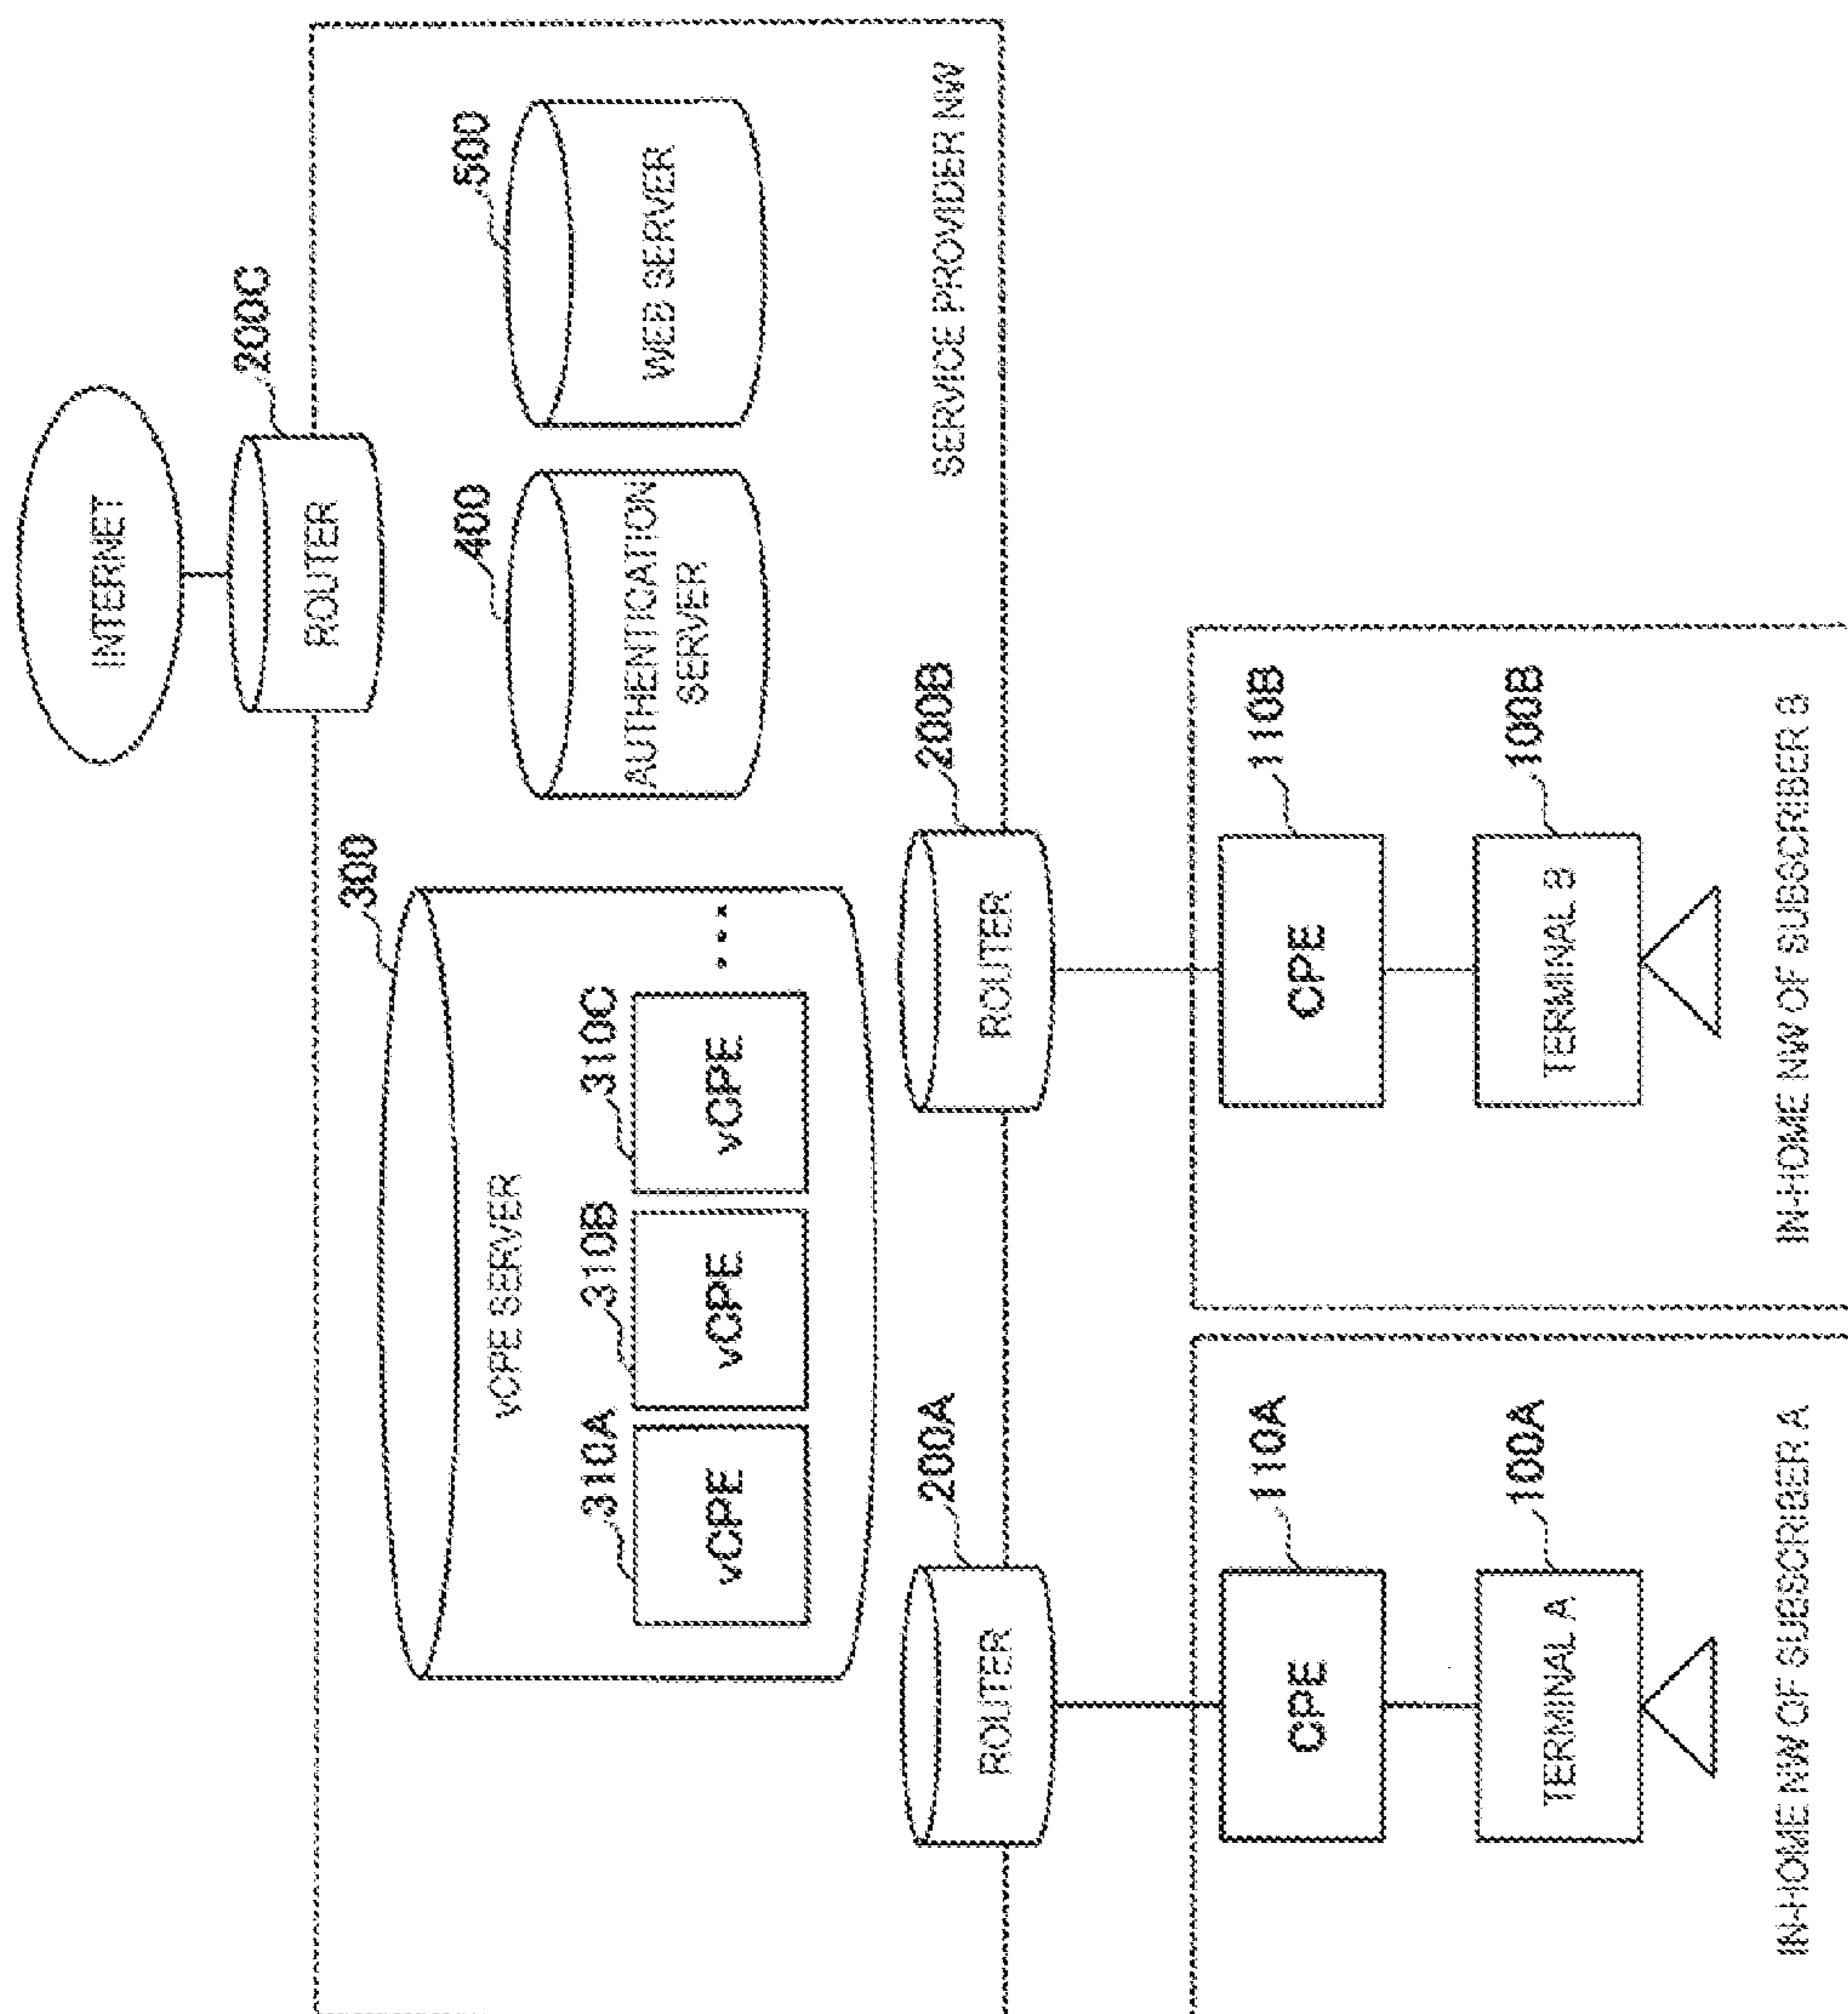 INTERNET
200C
ROUTER
300
400
500
vCPE SERVER
AUTHENTICATION
SERVER
WEB SERVER
310A
310B
310C
vCPE
vCPE
vCPE
...
SERVICE PROVIDER NW
200A
200B
ROUTER
ROUTER
110A
110B
CPE
CPE
100A
100B
TERMINAL A
TERMINAL B
IN-HOME NW OF SUBSCRIBER A
IN-HOME NW OF SUBSCRIBER B